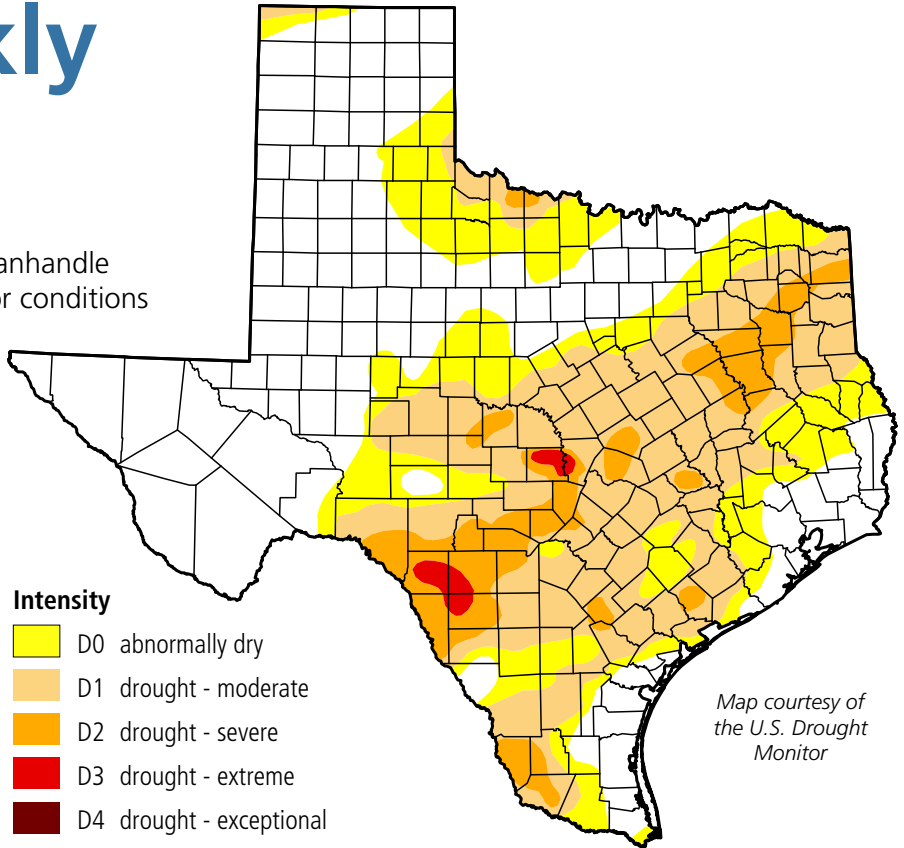 kly
anhandle
or conditions
Intensity
D0 abnormally dry
D1 drought - moderate
D2 drought - severe
D3 drought - extreme
D4 drought - exceptional
Map courtesy of
the U.S. Drought
Monitor